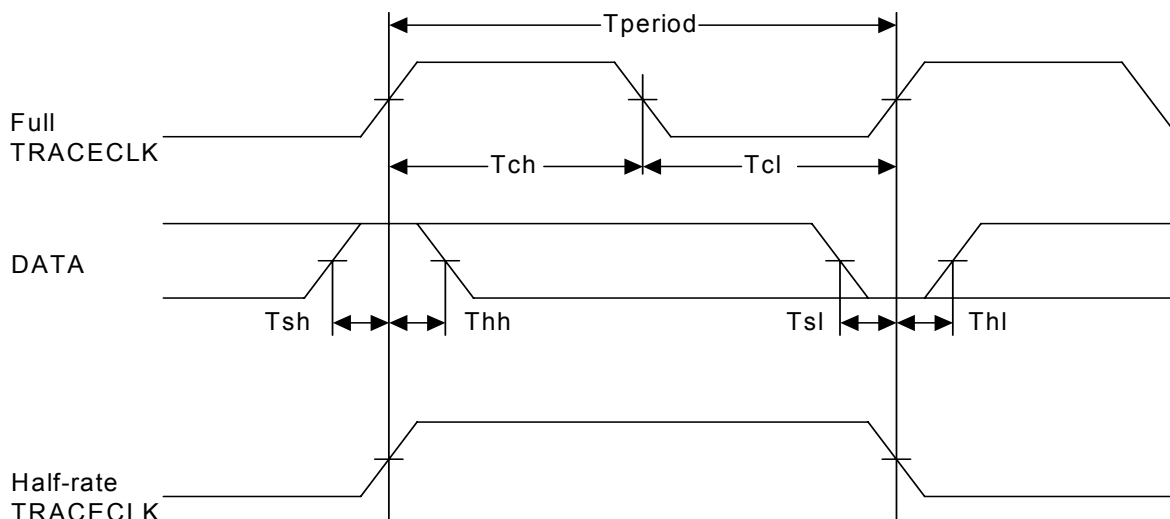 Tperiod
Full
TRACECLK
Tch
Tcl
DATA
Tsh
Thh
Tsl
Thl
Half-rate
TRACECLK